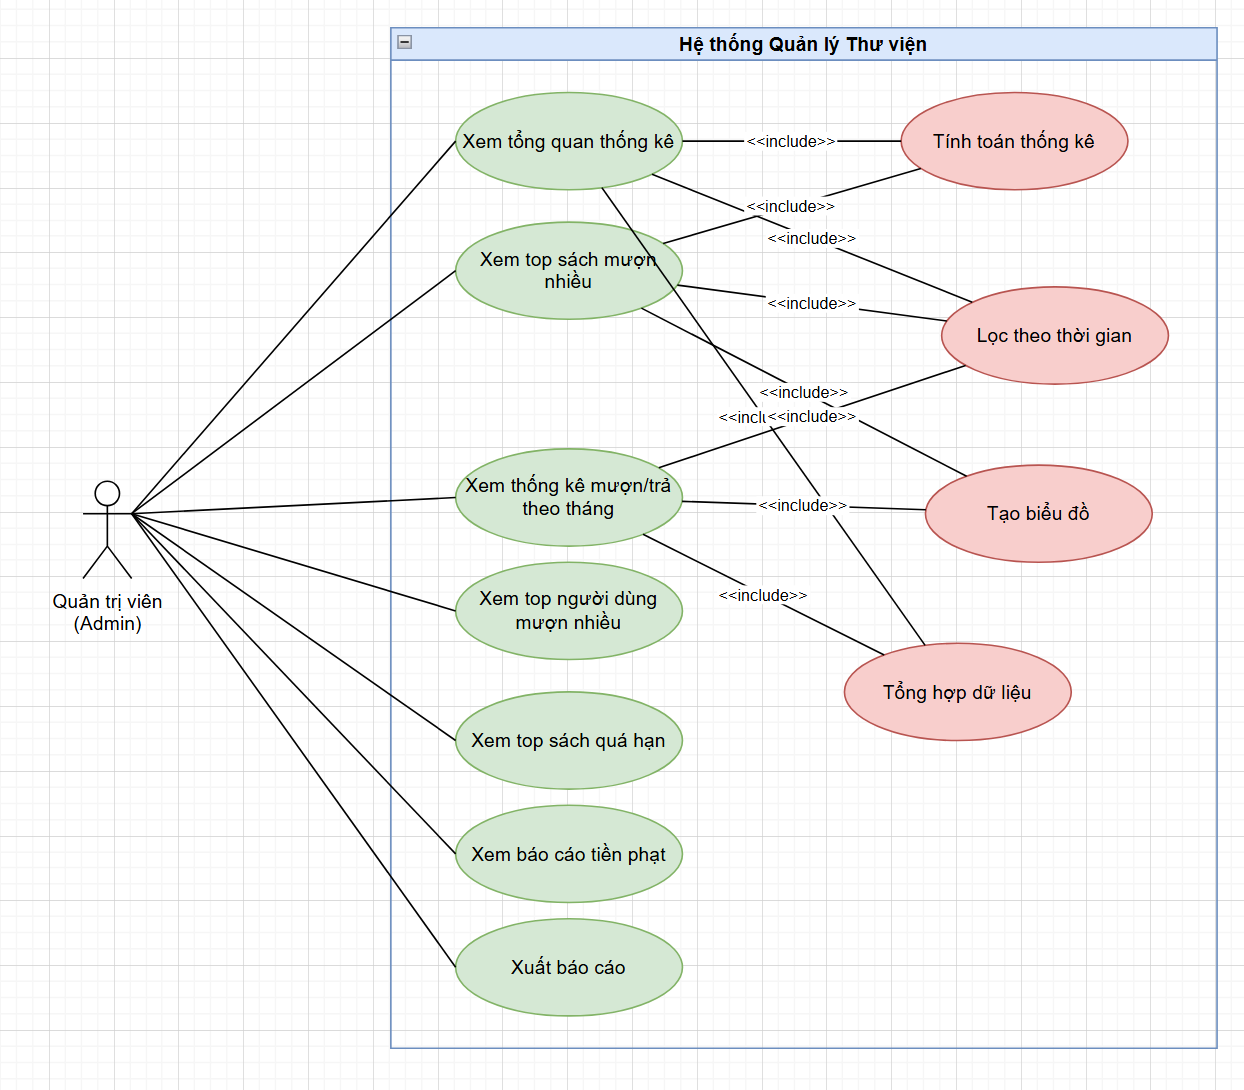 Hệ thống Quản lý Thư viện
Xem tổng quan thống kê
<<include>>
Tính toán thống kê
<<include>>
<<include>>
Xem top sách mượn
nhiều
<<include>>
Lọc theo thời gian
<<include>>
<<inclu
<<include>>
Xem thống kê mượn/trả
theo tháng
<<include>>
Tạo biểu đồ
Quản trị viên
(Admin)
Xem top người dùng
mượn nhiều
<<include>>
Tổng hợp dữ liệu
Xem top sách quá hạn
Xem báo cáo tiền phạt
Xuất báo cáo